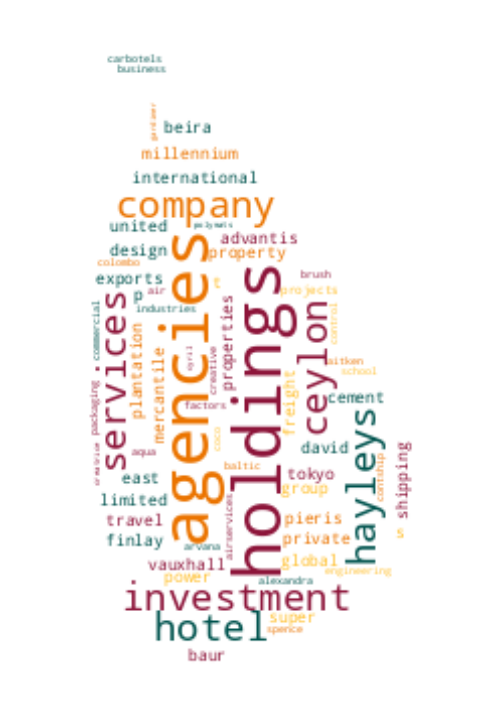 carbotels
business
gardaer
beira
millennium
international
company
united
polymats
design
advantis
property
colombo
exports
agencies
holdings
brush
air
p
t
projects
industries
services
commercial
plantation
mercantile
cyril
creative
properties
ceylon
control
freight
aitken
school
cement
packaging
factors
hayleys
coco
david
aqua
baltic
tokyo
group
shipping
east
limited
travel
finlay
airservices
pieris
private
s
arvana
vauxhall
power
global
engineering
alexandra
investment
hotel
super
spence
baur